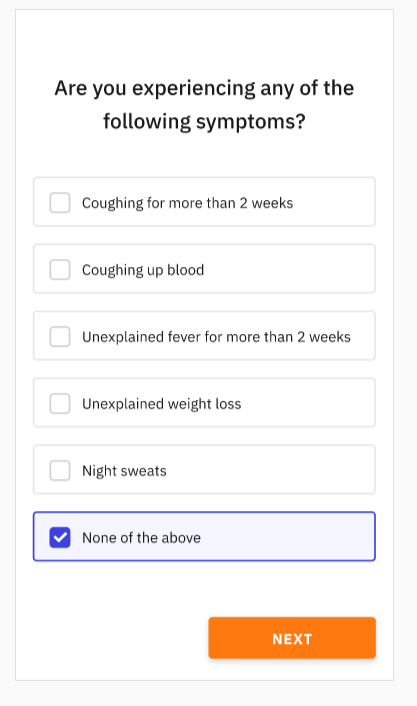 Are you experiencing any of the
following symptoms?
Coughing for more than 2 weeks
Coughing up blood
Unexplained fever for more than 2 weeks
Unexplained weight loss
Night sweats
None of the above
NEXT